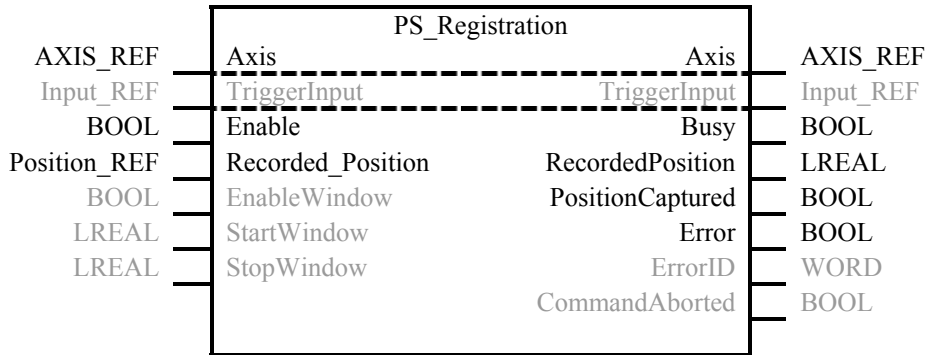 PS_Registration
AXIS_REF Axis Axis AXIS_REF
Input_REF TriggerInput TriggerInput Input_REF
BOOL Enable Busy BOOL
Position_REF Recorded_Position RecordedPosition LREAL
BOOL EnableWindow PositionCaptured BOOL
LREAL StartWindow Error BOOL
LREAL StopWindow ErrorID WORD
CommandAborted BOOL